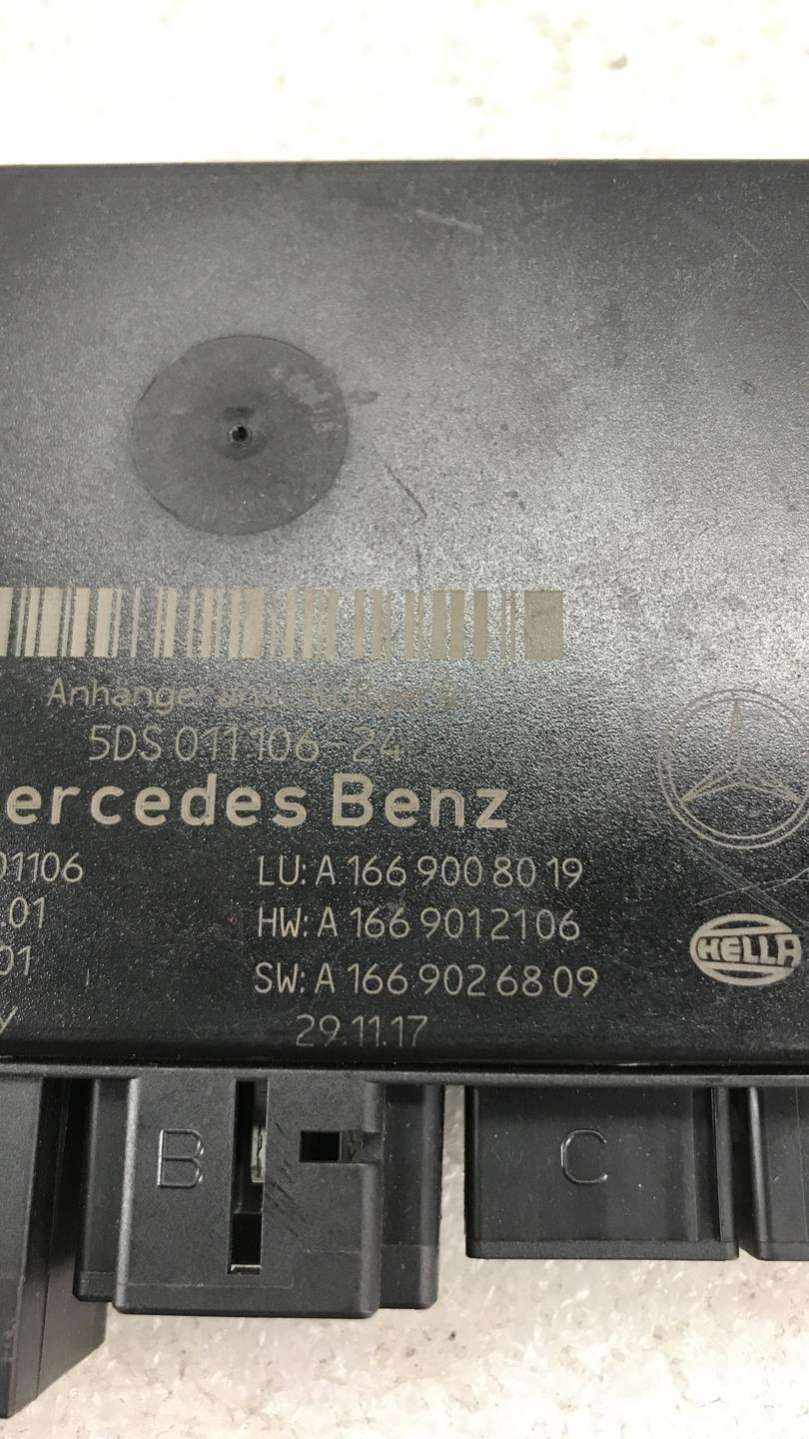 5DS 011 106-24
ercedes Benz
01106
LU: A 166 900 80 19
.01
HW: A 166 901 21 06
01
SW: A 166 902 68 09
HELLA
y
29.11.17
B
C